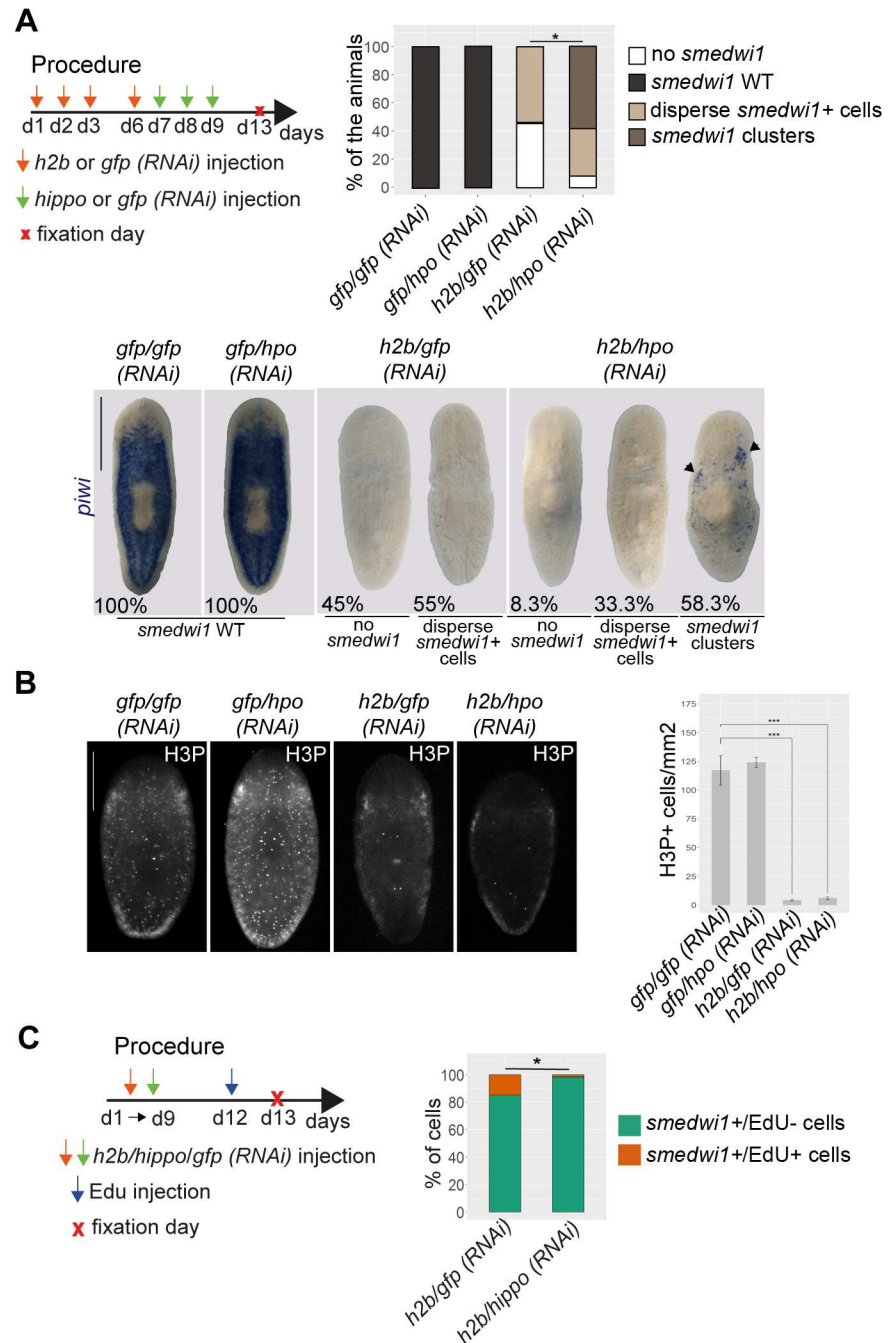 A
Procedure
d1 d2 d3 d6 d7 d8 d9 d13 days
h2b or gfp (RNAi) injection
hippo or gfp (RNAi) injection
x fixation day
% of the animals
100
80
60
40
20
0
*
gfp/gfp (RNAi)
gfp/hpo (RNAi)
h2b/gfp (RNAi)
h2b/hpo (RNAi)
no smedwi1
smedwi1 WT
disperse smedwi1+ cells
smedwi1 clusters
gfp/gfp
(RNAi)
gfp/hpo
(RNAi)
h2b/gfp
(RNAi)
h2b/hpo
(RNAi)
piwi
100% 100% 45% 55% 8.3% 33.3% 58.3%
smedwi1 WT
no
smedwi1
disperse
smedwi1+
cells
no
smedwi1
disperse
smedwi1+
cells
smedwi1
clusters
B
gfp/gfp
(RNAi)
gfp/hpo
(RNAi)
h2b/gfp
(RNAi)
h2b/hpo
(RNAi)
H3P H3P H3P H3P
H3P+ cells/mm2
175
150
125
100
75
50
25
0
***
***
gfp/gfp (RNAi)
gfp/hpo (RNAi)
h2b/gfp (RNAi)
h2b/hpo (RNAi)
C
Procedure
d1 → d9 d12 d13 days
h2b/hippo/gfp (RNAi) injection
Edu injection
x fixation day
% of cells
100
80
60
40
20
0
*
h2b/gfp (RNAi)
h2b/hippo (RNAi)
smedwi1+/EdU- cells
smedwi1+/EdU+ cells